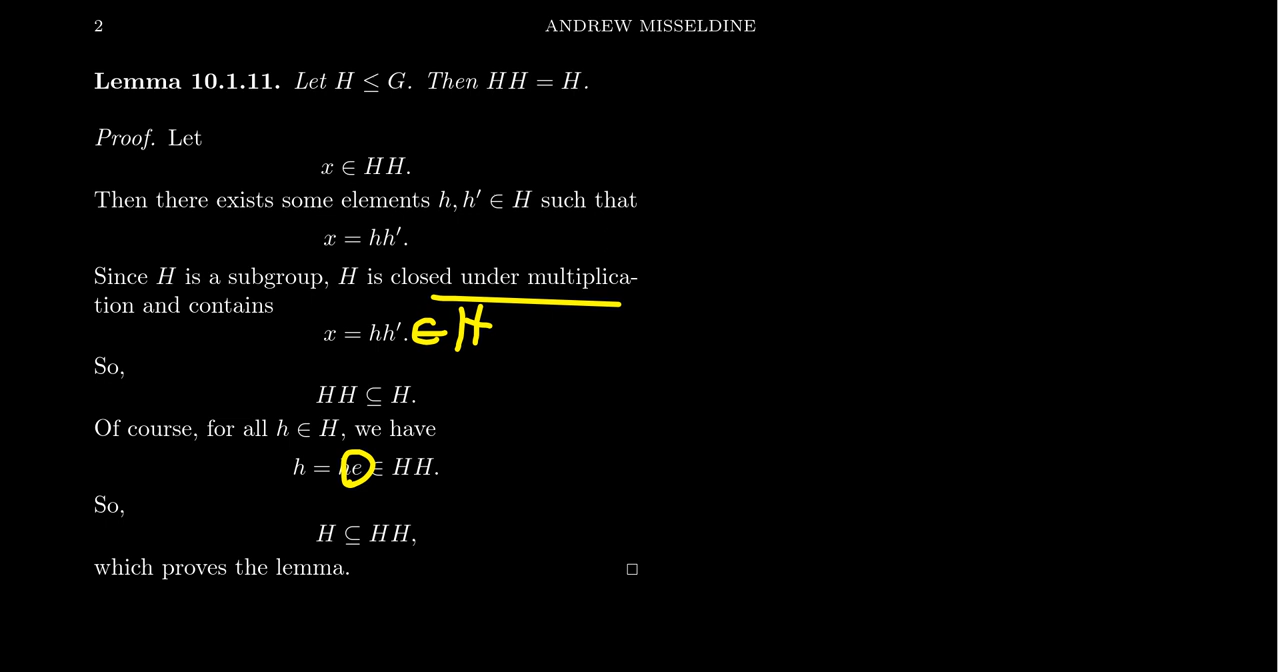 2 ANDREW MISSELDINE
Lemma 10.1.11. Let H ≤ G. Then HH = H.
Proof. Let
x ∈ HH.
Then there exists some elements h, h′ ∈ H such that
x = hh′.
Since H is a subgroup, H is closed under multiplica-
tion and contains
x = hh′. ∈ H
So,
HH ⊆ H.
Of course, for all h ∈ H, we have
h = he ∈ HH.
So,
H ⊆ HH,
which proves the lemma. □